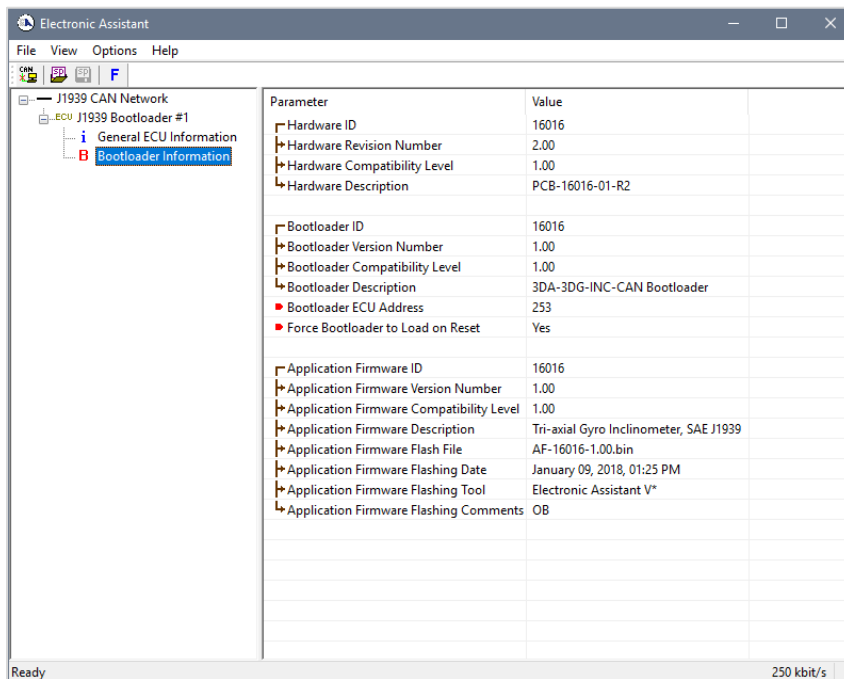 Electronic Assistant
File View Options Help
CAN SP SP F
J1939 CAN Network
ECU J1939 Bootloader #1
i General ECU Information
B Bootloader Information
Parameter Value
Hardware ID 16016
Hardware Revision Number 2.00
Hardware Compatibility Level 1.00
Hardware Description PCB-16016-01-R2
Bootloader ID 16016
Bootloader Version Number 1.00
Bootloader Compatibility Level 1.00
Bootloader Description 3DA-3DG-INC-CAN Bootloader
Bootloader ECU Address 253
Force Bootloader to Load on Reset Yes
Application Firmware ID 16016
Application Firmware Version Number 1.00
Application Firmware Compatibility Level 1.00
Application Firmware Description Tri-axial Gyro Inclinometer, SAE J1939
Application Firmware Flash File AF-16016-1.00.bin
Application Firmware Flashing Date January 09, 2018, 01:25 PM
Application Firmware Flashing Tool Electronic Assistant V*
Application Firmware Flashing Comments OB
Ready 250 kbit/s